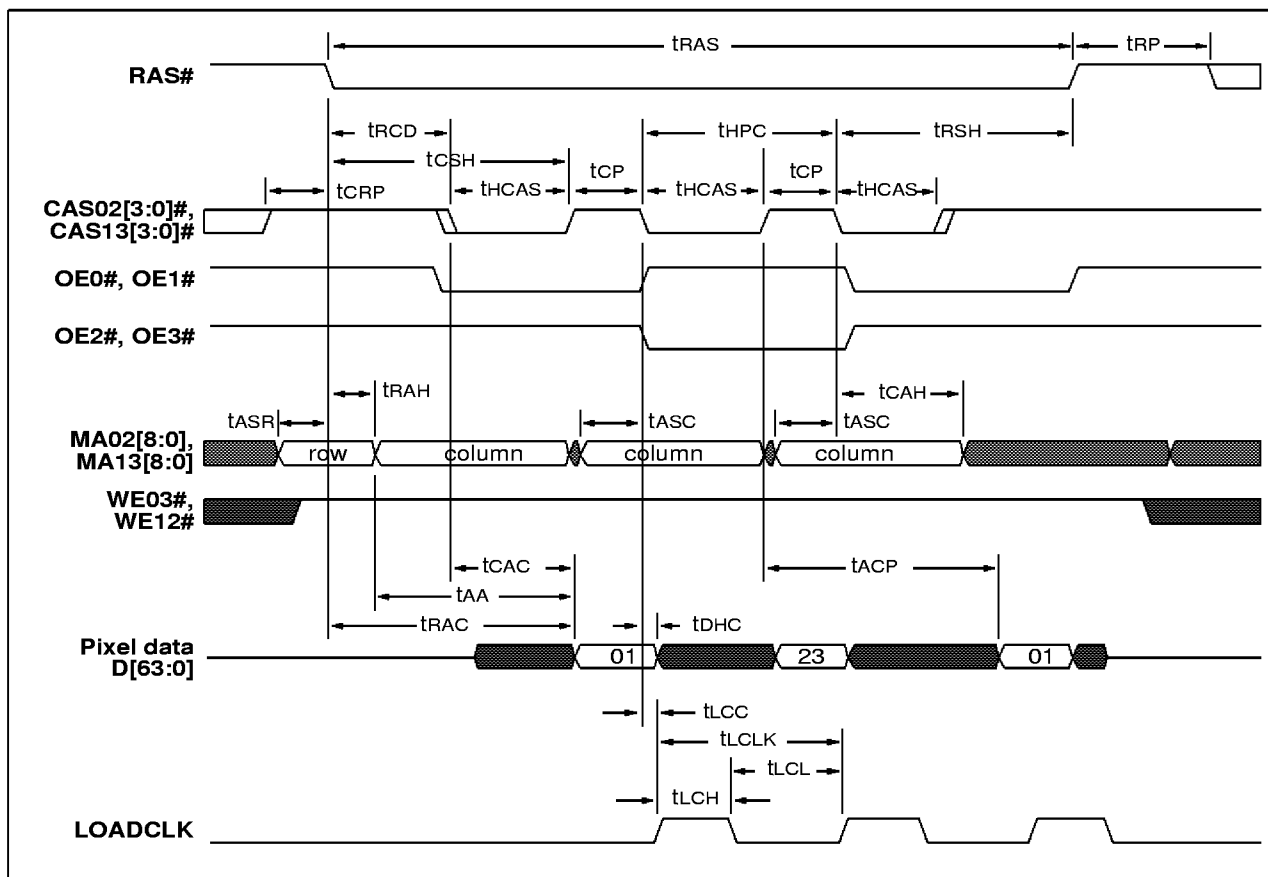 tRAS
tRP
RAS#
tRCD
tHPC
tRSH
tCSH
tCP
tCP
tCRP
tHCAS
tHCAS
tHCAS
CAS02[3:0]#,
CAS13[3:0]#
OE0#, OE1#
OE2#, OE3#
tRAH
tCAH
tASR
tASC
tASC
MA02[8:0],
MA13[8:0]
row
column
column
column
WE03#,
WE12#
tCAC
tACP
tAA
tRAC
tDHC
Pixel data
D[63:0]
01
23
01
tLCC
tLCLK
tLCL
tLCH
LOADCLK